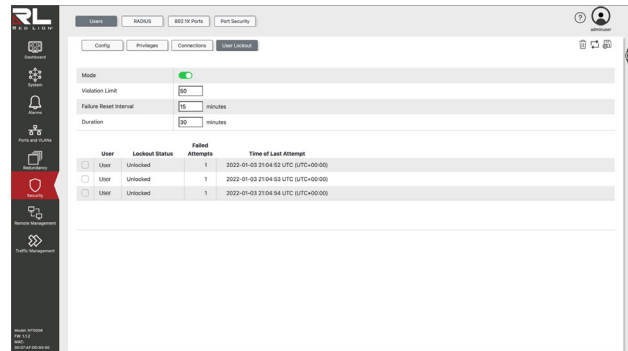 RL
RED LION
Users
RADIUS
802.1X Ports
Port Security
?
adminuser
Config
Privileges
Connections
User Lockout
Dashboard
System
Alarms
Ports and VLANs
Redundancy
Security
Remote Management
Traffic Management
Mode
Violation Limit
50
Failure Reset Interval
15 minutes
Duration
30 minutes
User Lockout Status Failed Attempts Time of Last Attempt
User Unlocked 1 2022-01-03 21:04:52 UTC (UTC+00:00)
User Unlocked 1 2022-01-03 21:04:53 UTC (UTC+00:00)
User Unlocked 1 2022-01-03 21:04:54 UTC (UTC+00:00)
Model: NT5008
FW: 1.1.2
MAC: